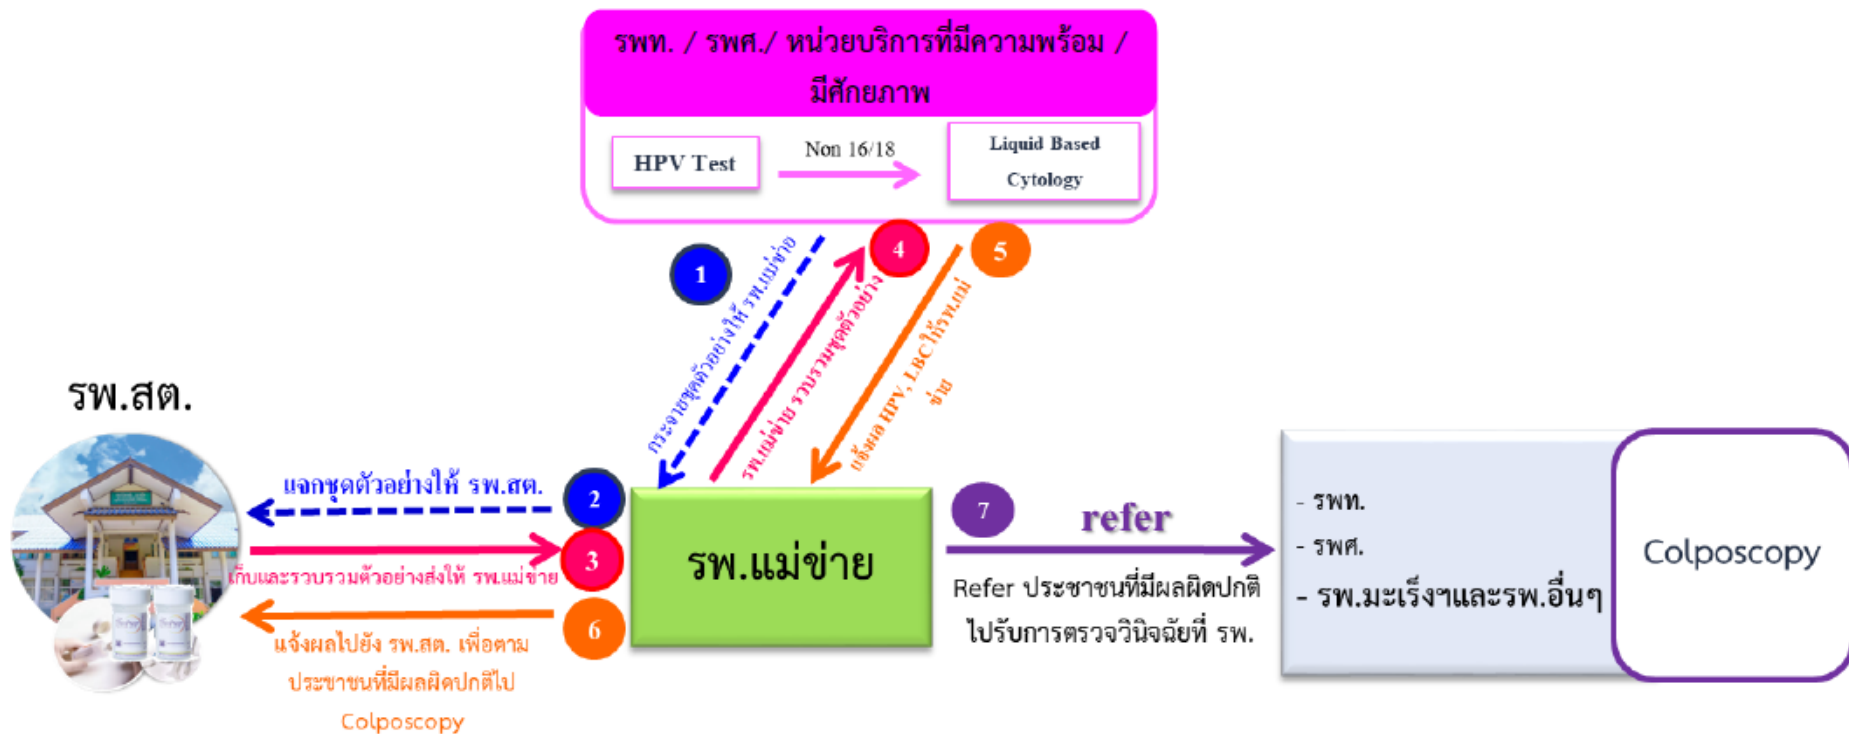 รพท. / รพศ./ หน่วยบริการที่มีความพร้อม /
มีศักยภาพ
HPV Test
Non 16/18
Liquid Based
Cytology
1
กระจายชุดตัวอย่างให้ รพ.แม่ข่าย
4
รพ.แม่ข่าย รวบรวมชุดตัวอย่าง
5
แจ้งผล HPV, LBCให้รพ.แม่
ข่าย
รพ.สต.
แจกชุดตัวอย่างให้ รพ.สต.
2
3
เก็บและรวบรวมตัวอย่างส่งให้ รพ.แม่ข่าย
6
แจ้งผลไปยัง รพ.สต. เพื่อตาม
ประชาชนที่มีผลผิดปกติไป
Colposcopy
รพ.แม่ข่าย
7
refer
Refer ประชาชนที่มีผลผิดปกติ
ไปรับการตรวจวินิจฉัยที่ รพ.
- รพท.
- รพศ.
- รพ.มะเร็งฯและรพ.อื่นๆ
Colposcopy